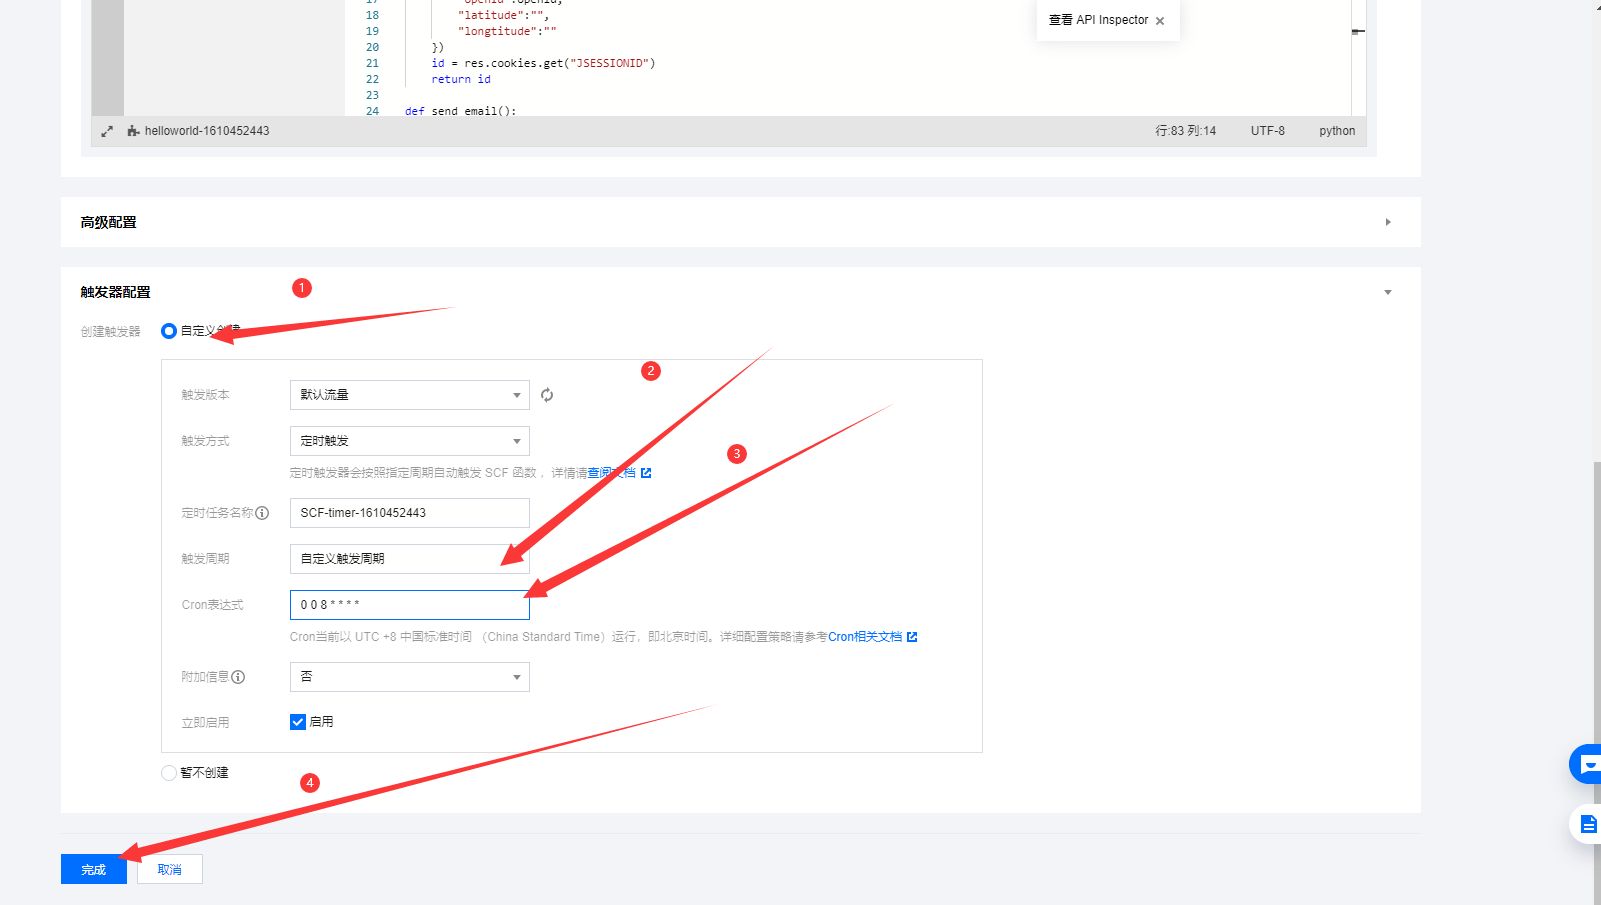 "latitude":"",
18
"longtitude":""
19
})
20
id = res.cookies.get("JSESSIONID")
21
return id
22
23
def send email():
24
查看 API Inspector ×
helloworld-1610452443
行:83 列:14
UTF-8
python
高级配置
触发器配置
1
创建触发器
自定义创建
2
触发版本
默认流量
触发方式
定时触发
3
定时触发器会按照指定周期自动触发 SCF 函数，详情请查阅文档
定时任务名称
SCF-timer-1610452443
触发周期
自定义触发周期
Cron表达式
0 0 8 * * * *
Cron当前以 UTC +8 中国标准时间 （China Standard Time）运行，即北京时间。详细配置策略请参考Cron相关文档
附加信息
否
立即启用
启用
暂不创建
4
完成
取消